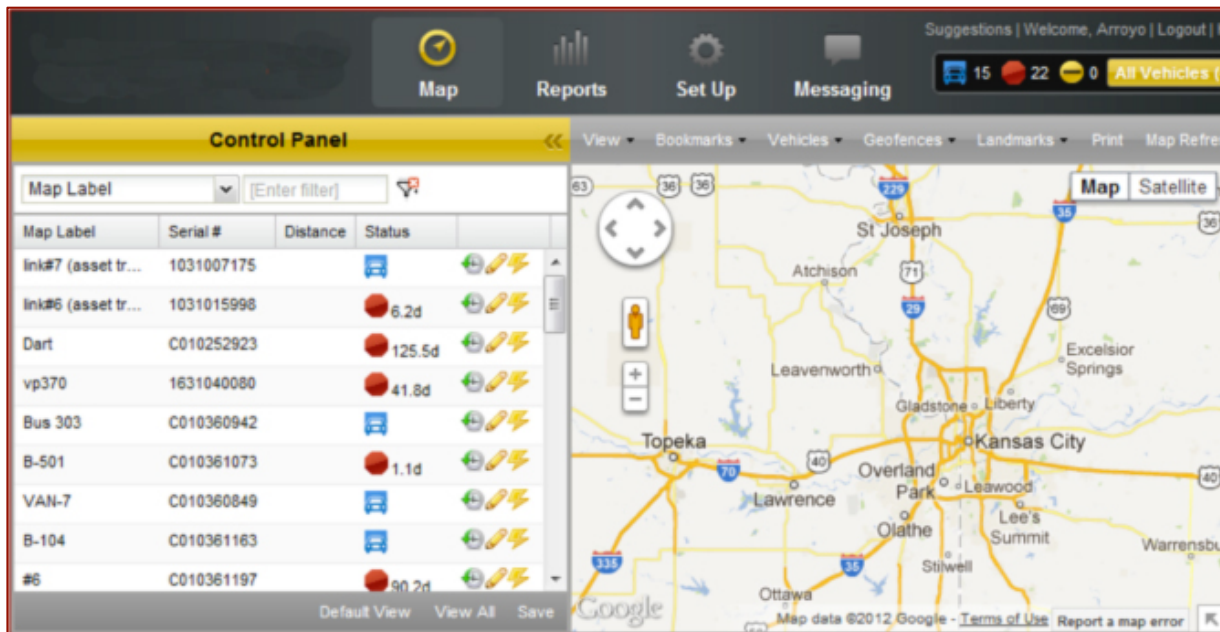 Suggestions | Welcome, Arroyo | Logout |
15 22 0 All Vehicles (
Map Reports Set Up Messaging
Control Panel
View Bookmarks Vehicles Geofences Landmarks Print Map Refre
Map Label [Enter filter]
Map Label Serial # Distance Status
link#7 (asset tr... 1031007175
link#6 (asset tr... 1031015998 6.2d
Dart C010252923 125.5d
vp370 1631040080 41.8d
Bus 303 C010360942
B-501 C010361073 1.1d
VAN-7 C010360849
B-104 C010361163
#6 C010361197 90.2d
Default View View All Save
Map Satellite
63
36 36
229
35
36
St Joseph
Atchison
71
29
69
Excelsior
Springs
Leavenworth
Gladstone
Liberty
Topeka
Kansas City
70
40
Overland
Park
Leawood
40
Lawrence
Olathe
Lee's
Summit
Warrensbu
335
35
Stilwell
Ottawa
Google
Map data ©2012 Google - Terms of Use Report a map error